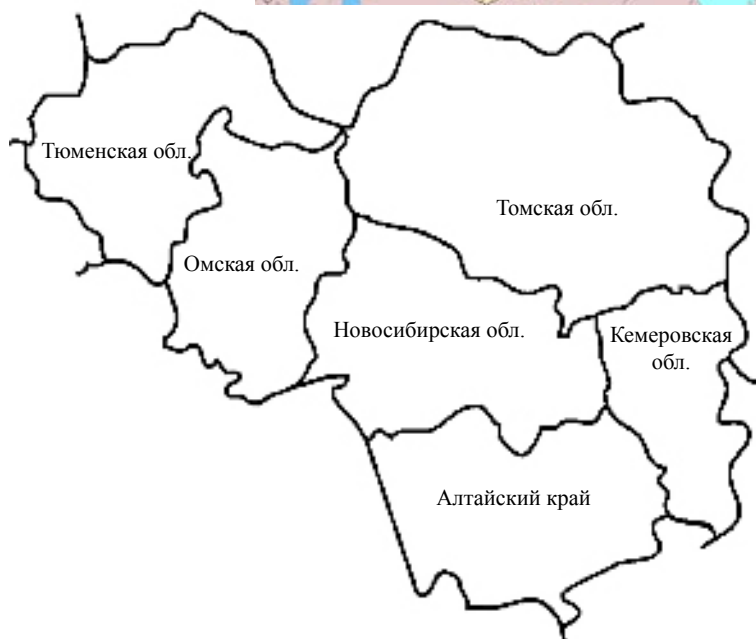 Тюменская обл.
Томская обл.
Омская обл.
Новосибирская обл.
Кемеровская
обл.
Алтайский край